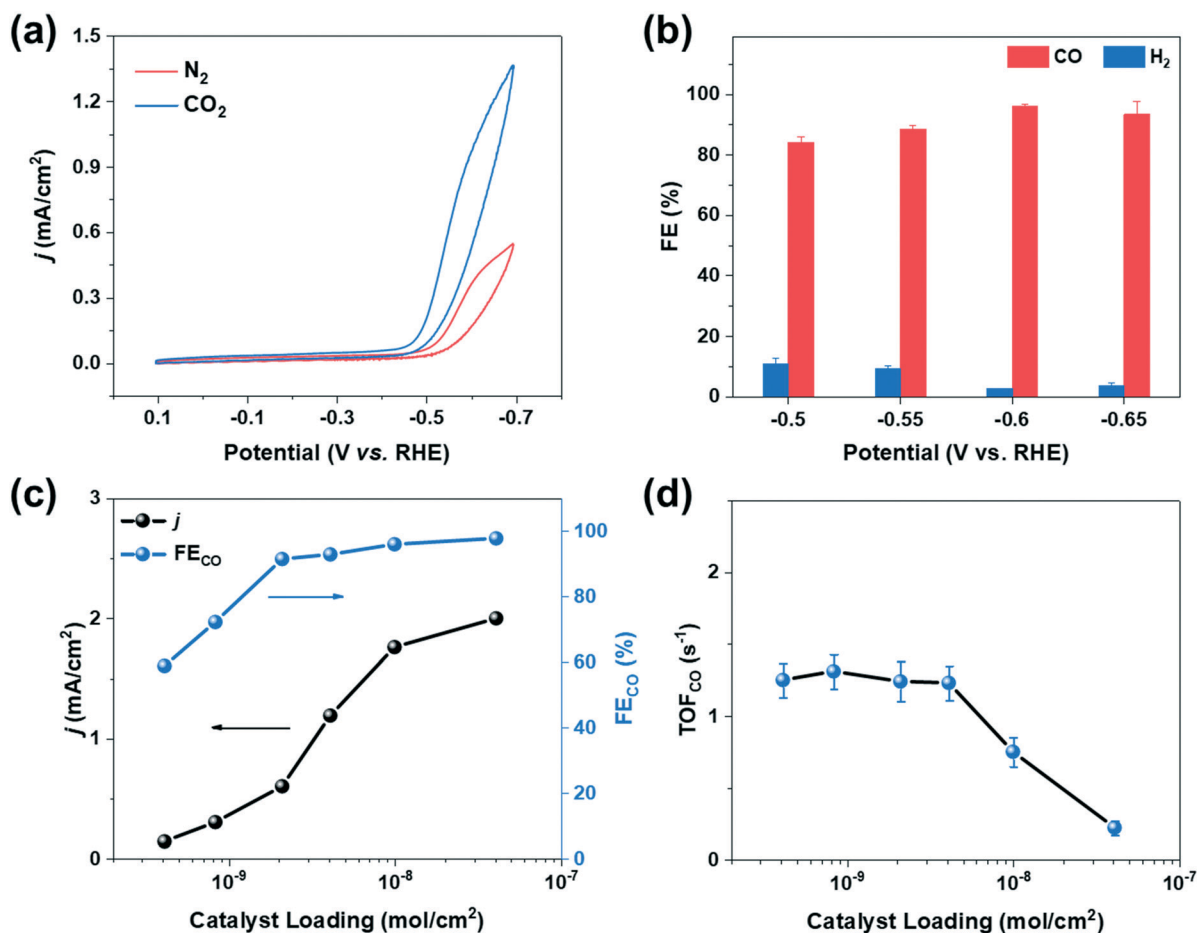 (a)
1.5
1.2
0.9
0.6
0.3
0.0
j (mA/cm²)
N₂
CO₂
0.1 -0.1 -0.3 -0.5 -0.7
Potential (V vs. RHE)
(b)
CO H₂
100
80
60
40
20
0
FE (%)
-0.5 -0.55 -0.6 -0.65
Potential (V vs. RHE)
(c)
3
2
1
0
j (mA/cm²)
j
FE_CO
100
80
60
40
20
0
FE_CO (%)
10⁻⁹ 10⁻⁸ 10⁻⁷
Catalyst Loading (mol/cm²)
(d)
2
1
0
TOF_CO (s⁻¹)
10⁻⁹ 10⁻⁸ 10⁻⁷
Catalyst Loading (mol/cm²)